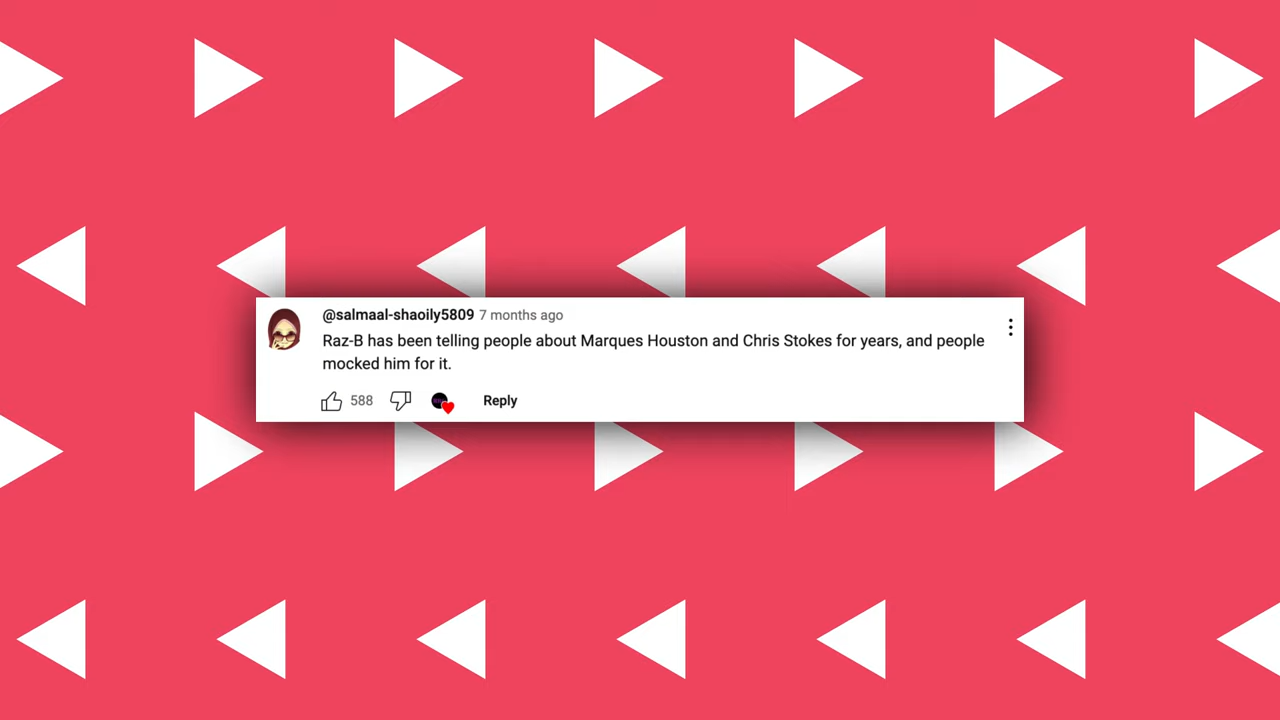 @salmaal-shaoily5809 7 months ago
Raz-B has been telling people about Marques Houston and Chris Stokes for years, and people
mocked him for it.
588 Reply